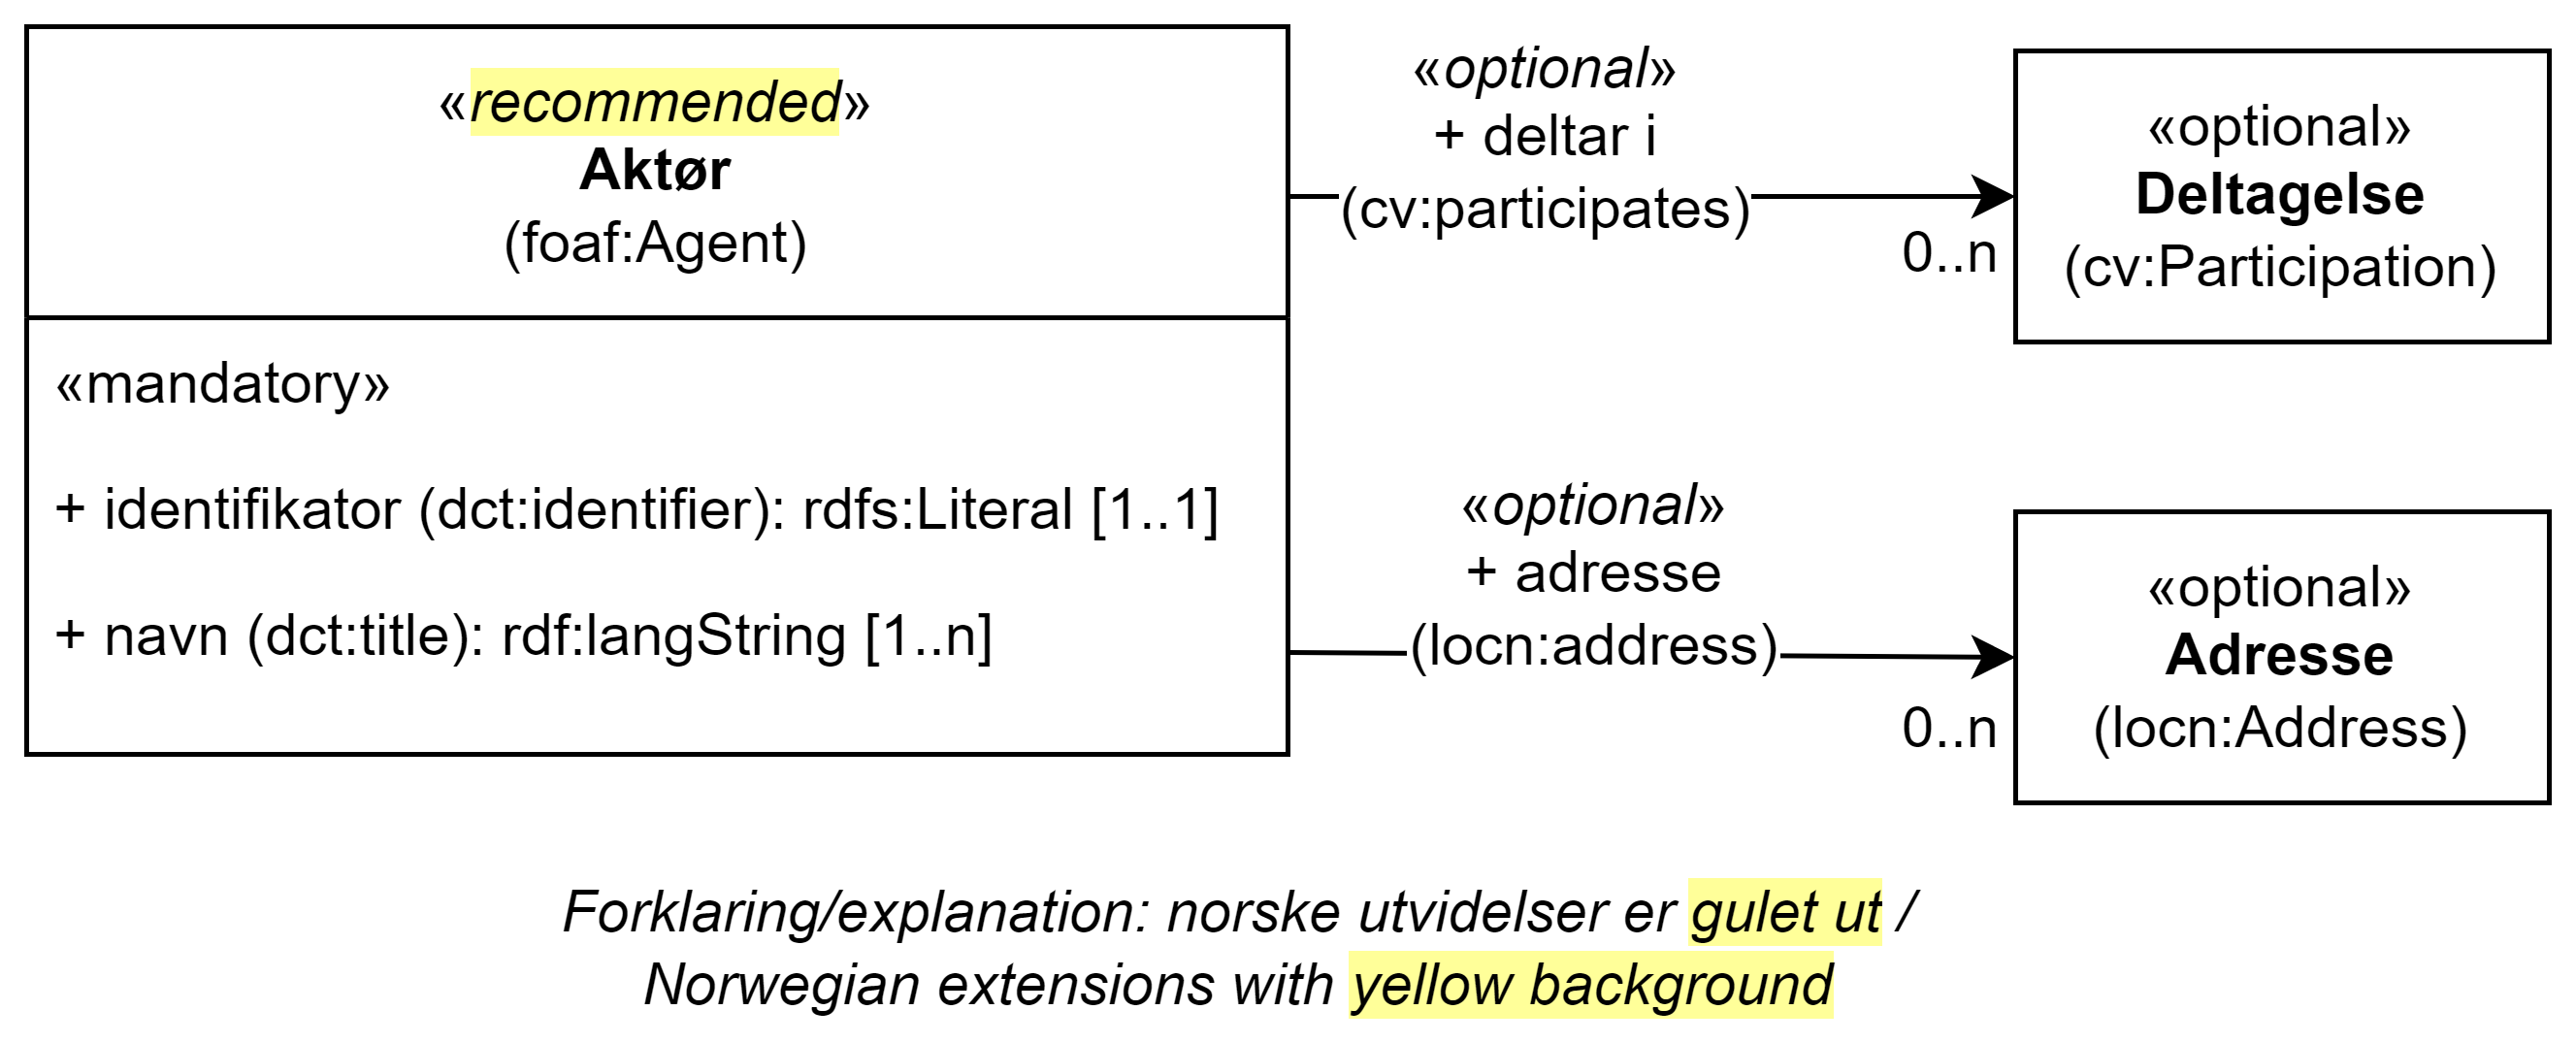 «recommended»
Aktør
(foaf:Agent)
«mandatory»
+ identifikator (dct:identifier): rdfs:Literal [1..1]
+ navn (dct:title): rdf:langString [1..n]
«optional»
+ deltar i
(cv:participates)
0..n
«optional»
Deltagelse
(cv:Participation)
«optional»
+ adresse
(locn:address)
0..n
«optional»
Adresse
(locn:Address)
Forklaring/explanation: norske utvidelser er gulet ut /
Norwegian extensions with yellow background